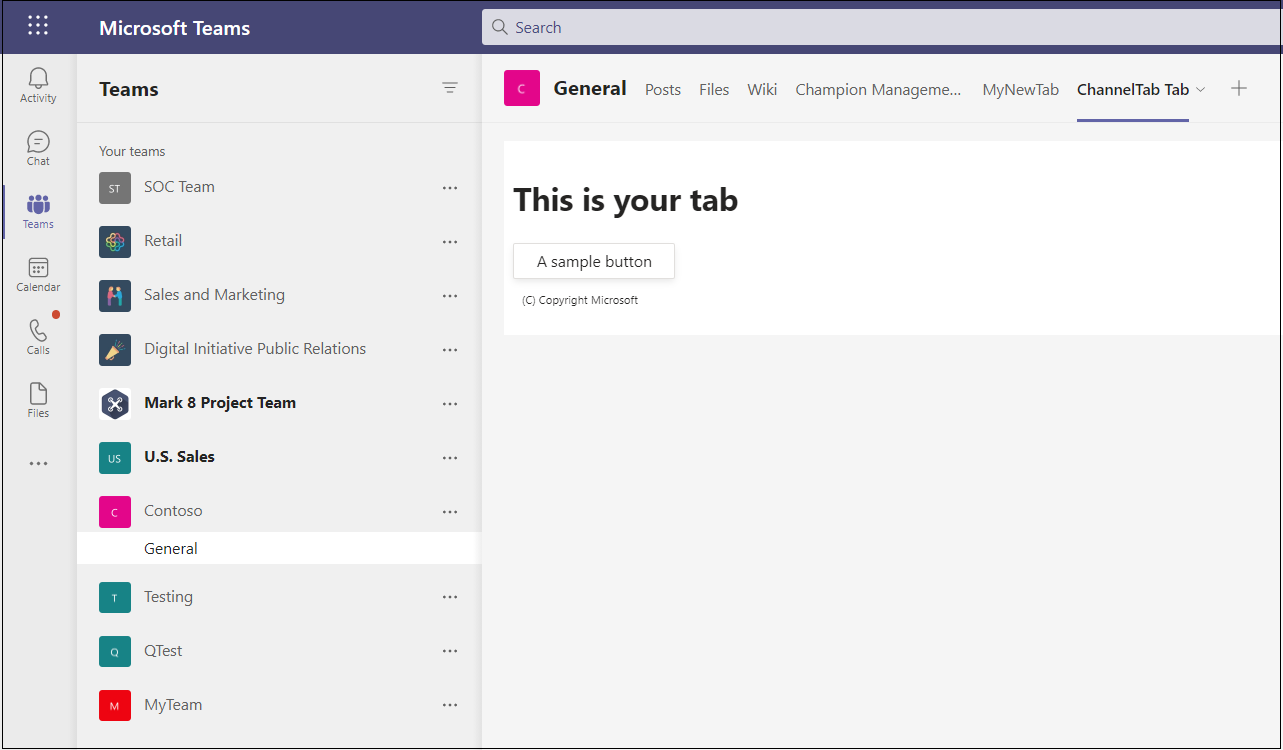 Microsoft Teams
Search
Activity
Chat
Teams
Calendar
Calls
Files
Teams
Your teams
ST SOC Team
Retail
Sales and Marketing
Digital Initiative Public Relations
Mark 8 Project Team
US U.S. Sales
C Contoso
General
T Testing
Q QTest
M MyTeam
C General Posts Files Wiki Champion Manageme... MyNewTab ChannelTab Tab
This is your tab
A sample button
(C) Copyright Microsoft